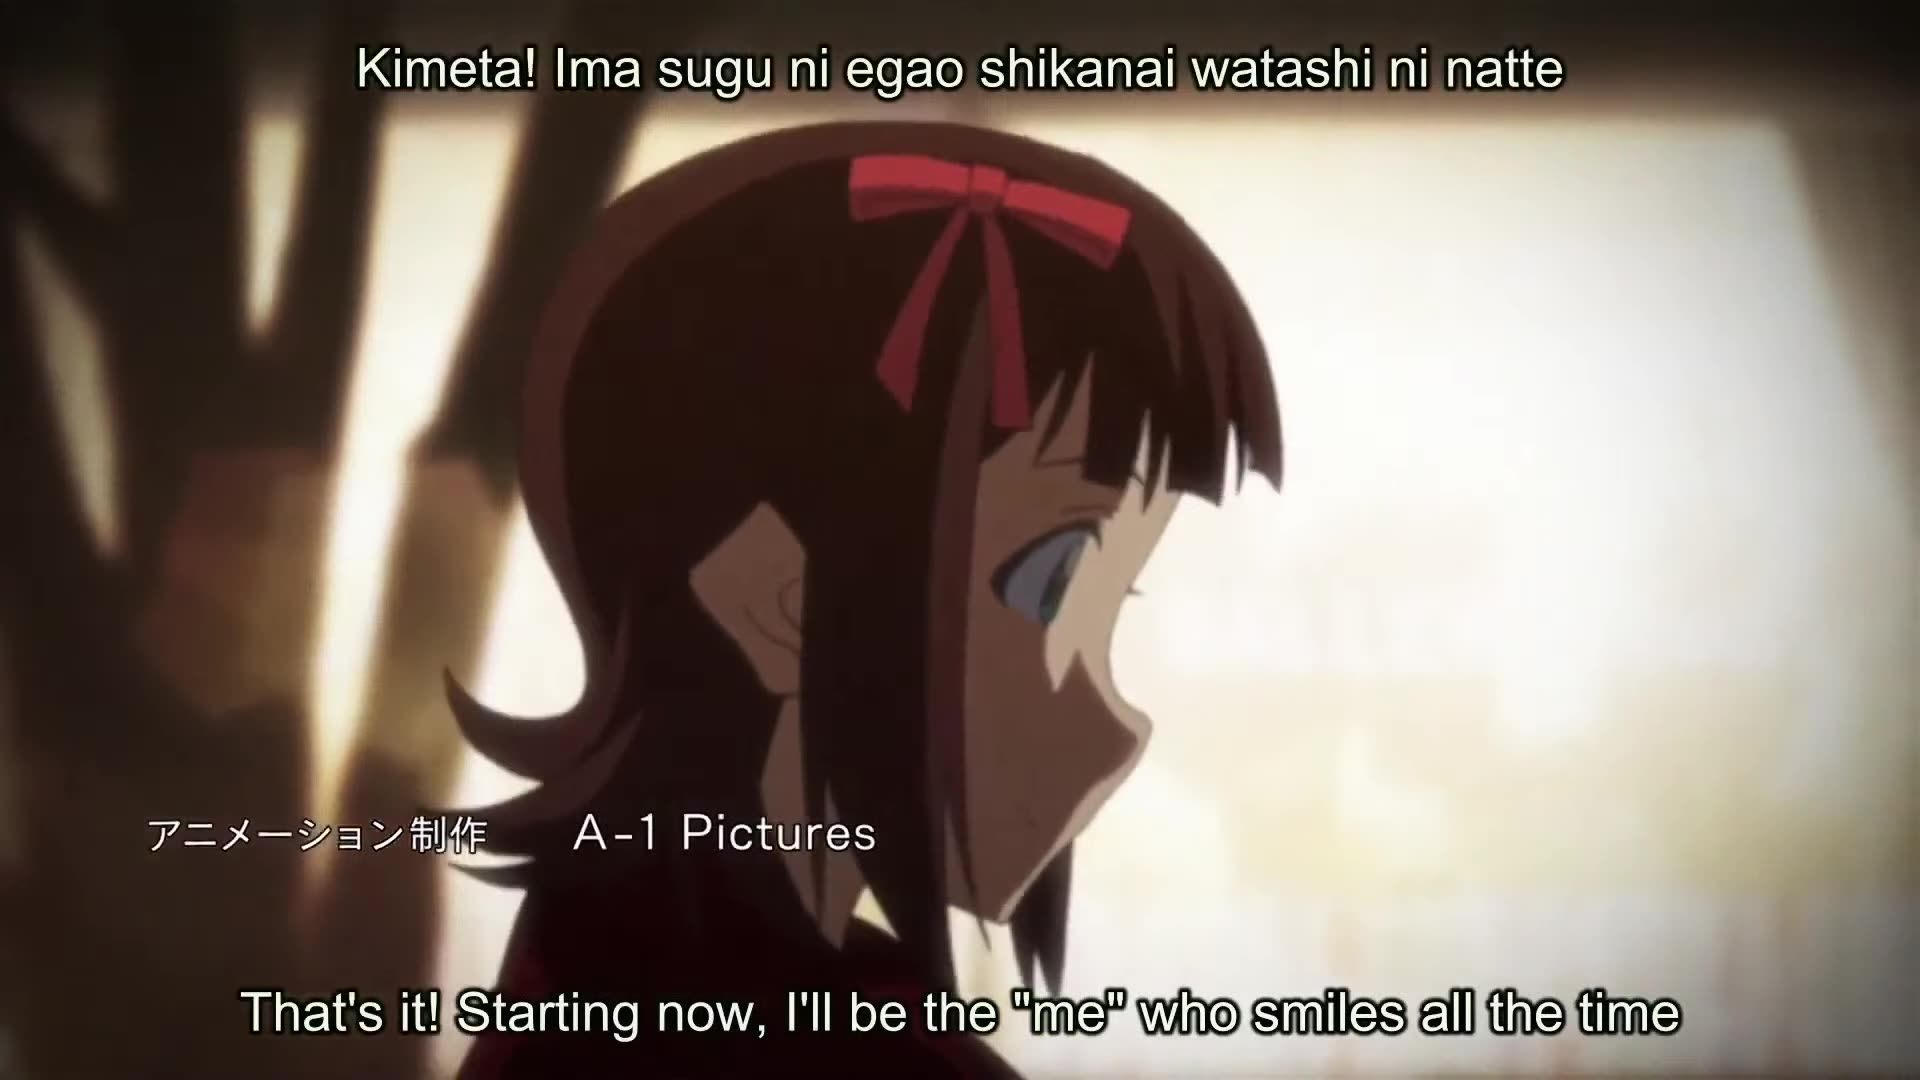 Kimeta! Ima sugu ni egao shikanai watashi ni natte
アニメーション制作 A-1 Pictures
That's it! Starting now, I'll be the "me" who smiles all the time